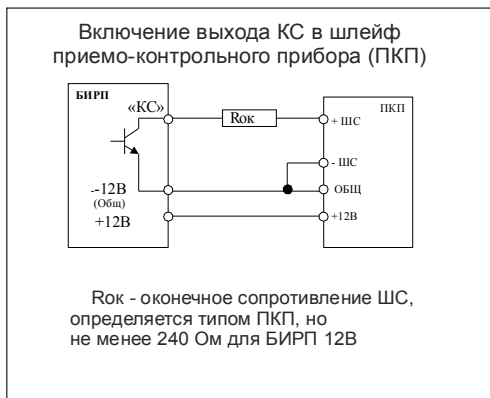 Включение выхода КС в шлейф
приемо-контрольного прибора (ПКП)
БИРП
ПКП
«КС»
Rок
+ ШС
- ШС
--12В
ОБЩ
(Общ)
+12В
+12В
Rок - оконечное сопротивление ШС,
определяется типом ПКП, но
не менее 240 Ом для БИРП 12В